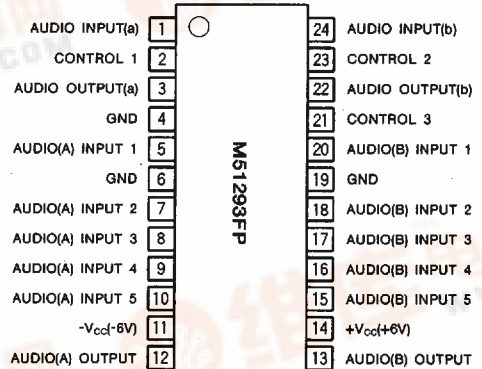 AUDIO INPUT(a) 1
CONTROL 1 2
AUDIO OUTPUT(a) 3
GND 4
AUDIO(A) INPUT 1 5
GND 6
AUDIO(A) INPUT 2 7
AUDIO(A) INPUT 3 8
AUDIO(A) INPUT 4 9
AUDIO(A) INPUT 5 10
-Vcc(-6V) 11
AUDIO(A) OUTPUT 12
M51293FP
24 AUDIO INPUT(b)
23 CONTROL 2
22 AUDIO OUTPUT(b)
21 CONTROL 3
20 AUDIO(B) INPUT 1
19 GND
18 AUDIO(B) INPUT 2
17 AUDIO(B) INPUT 3
16 AUDIO(B) INPUT 4
15 AUDIO(B) INPUT 5
14 +Vcc(+6V)
13 AUDIO(B) OUTPUT